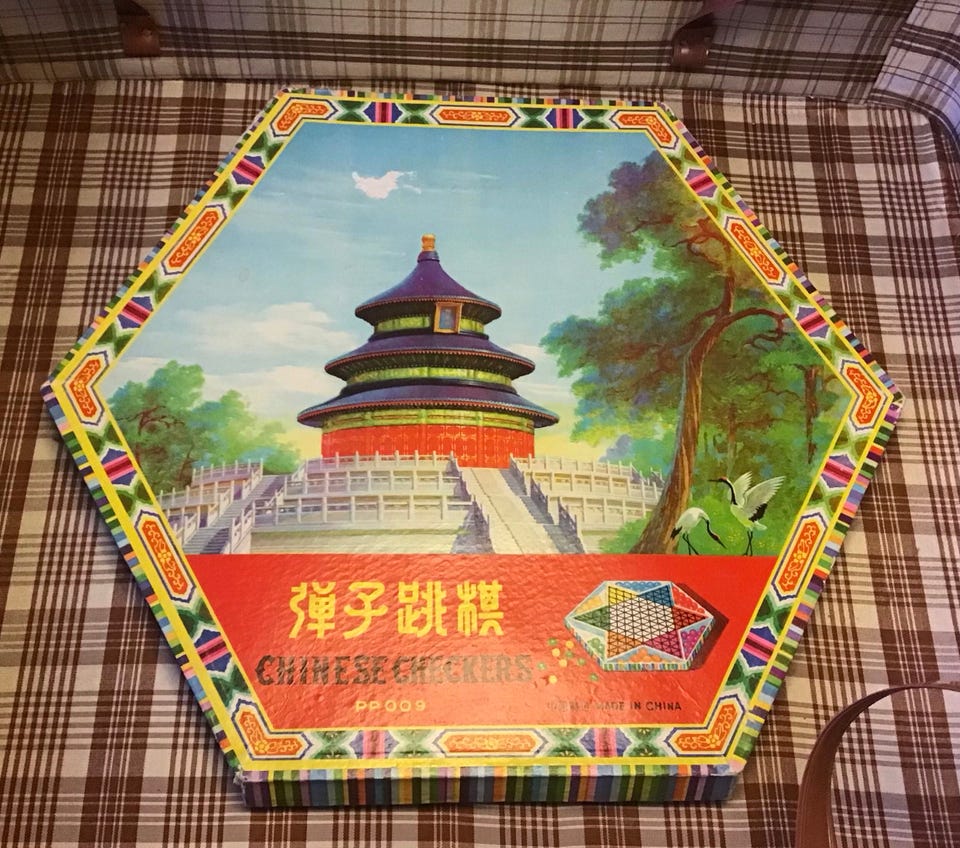 弹子跳棋
CHINESE CHECKERS
PP009
MADE IN CHINA